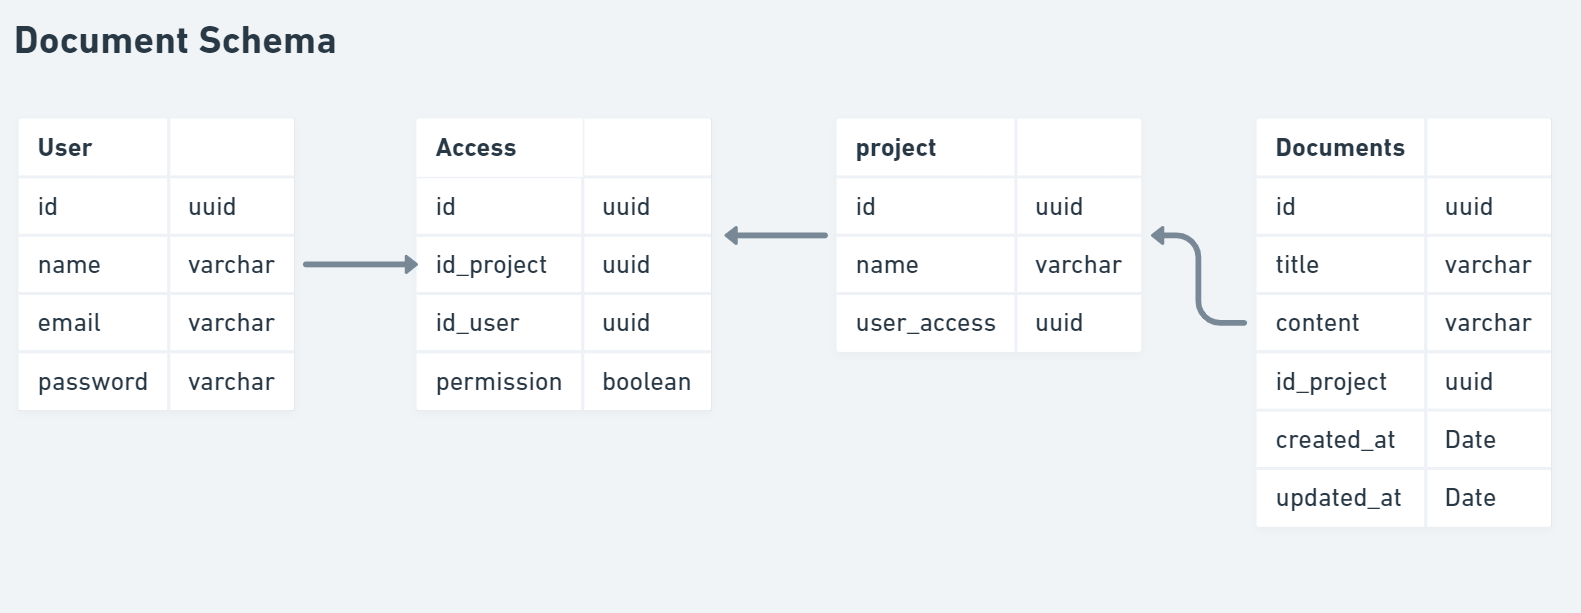 Document Schema
User
id uuid
name varchar
email varchar
password varchar
Access
id uuid
id_project uuid
id_user uuid
permission boolean
project
id uuid
name varchar
user_access uuid
Documents
id uuid
title varchar
content varchar
id_project uuid
created_at Date
updated_at Date